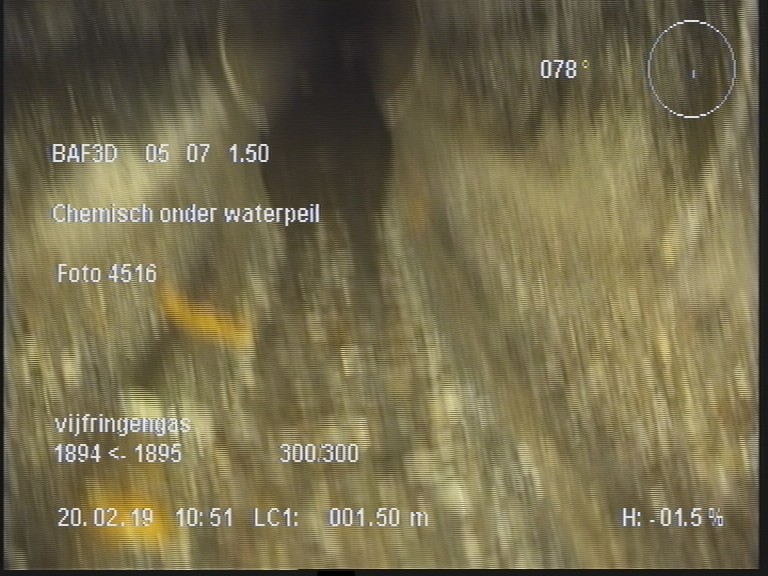 078°
BAF3D 05 07 1.50
Chemisch onder waterpeil
Foto 4516
vijfringengas
1894 <- 1895 300/300
20.02.19 10:51 LC1: 001.50 m H: -01.5 %